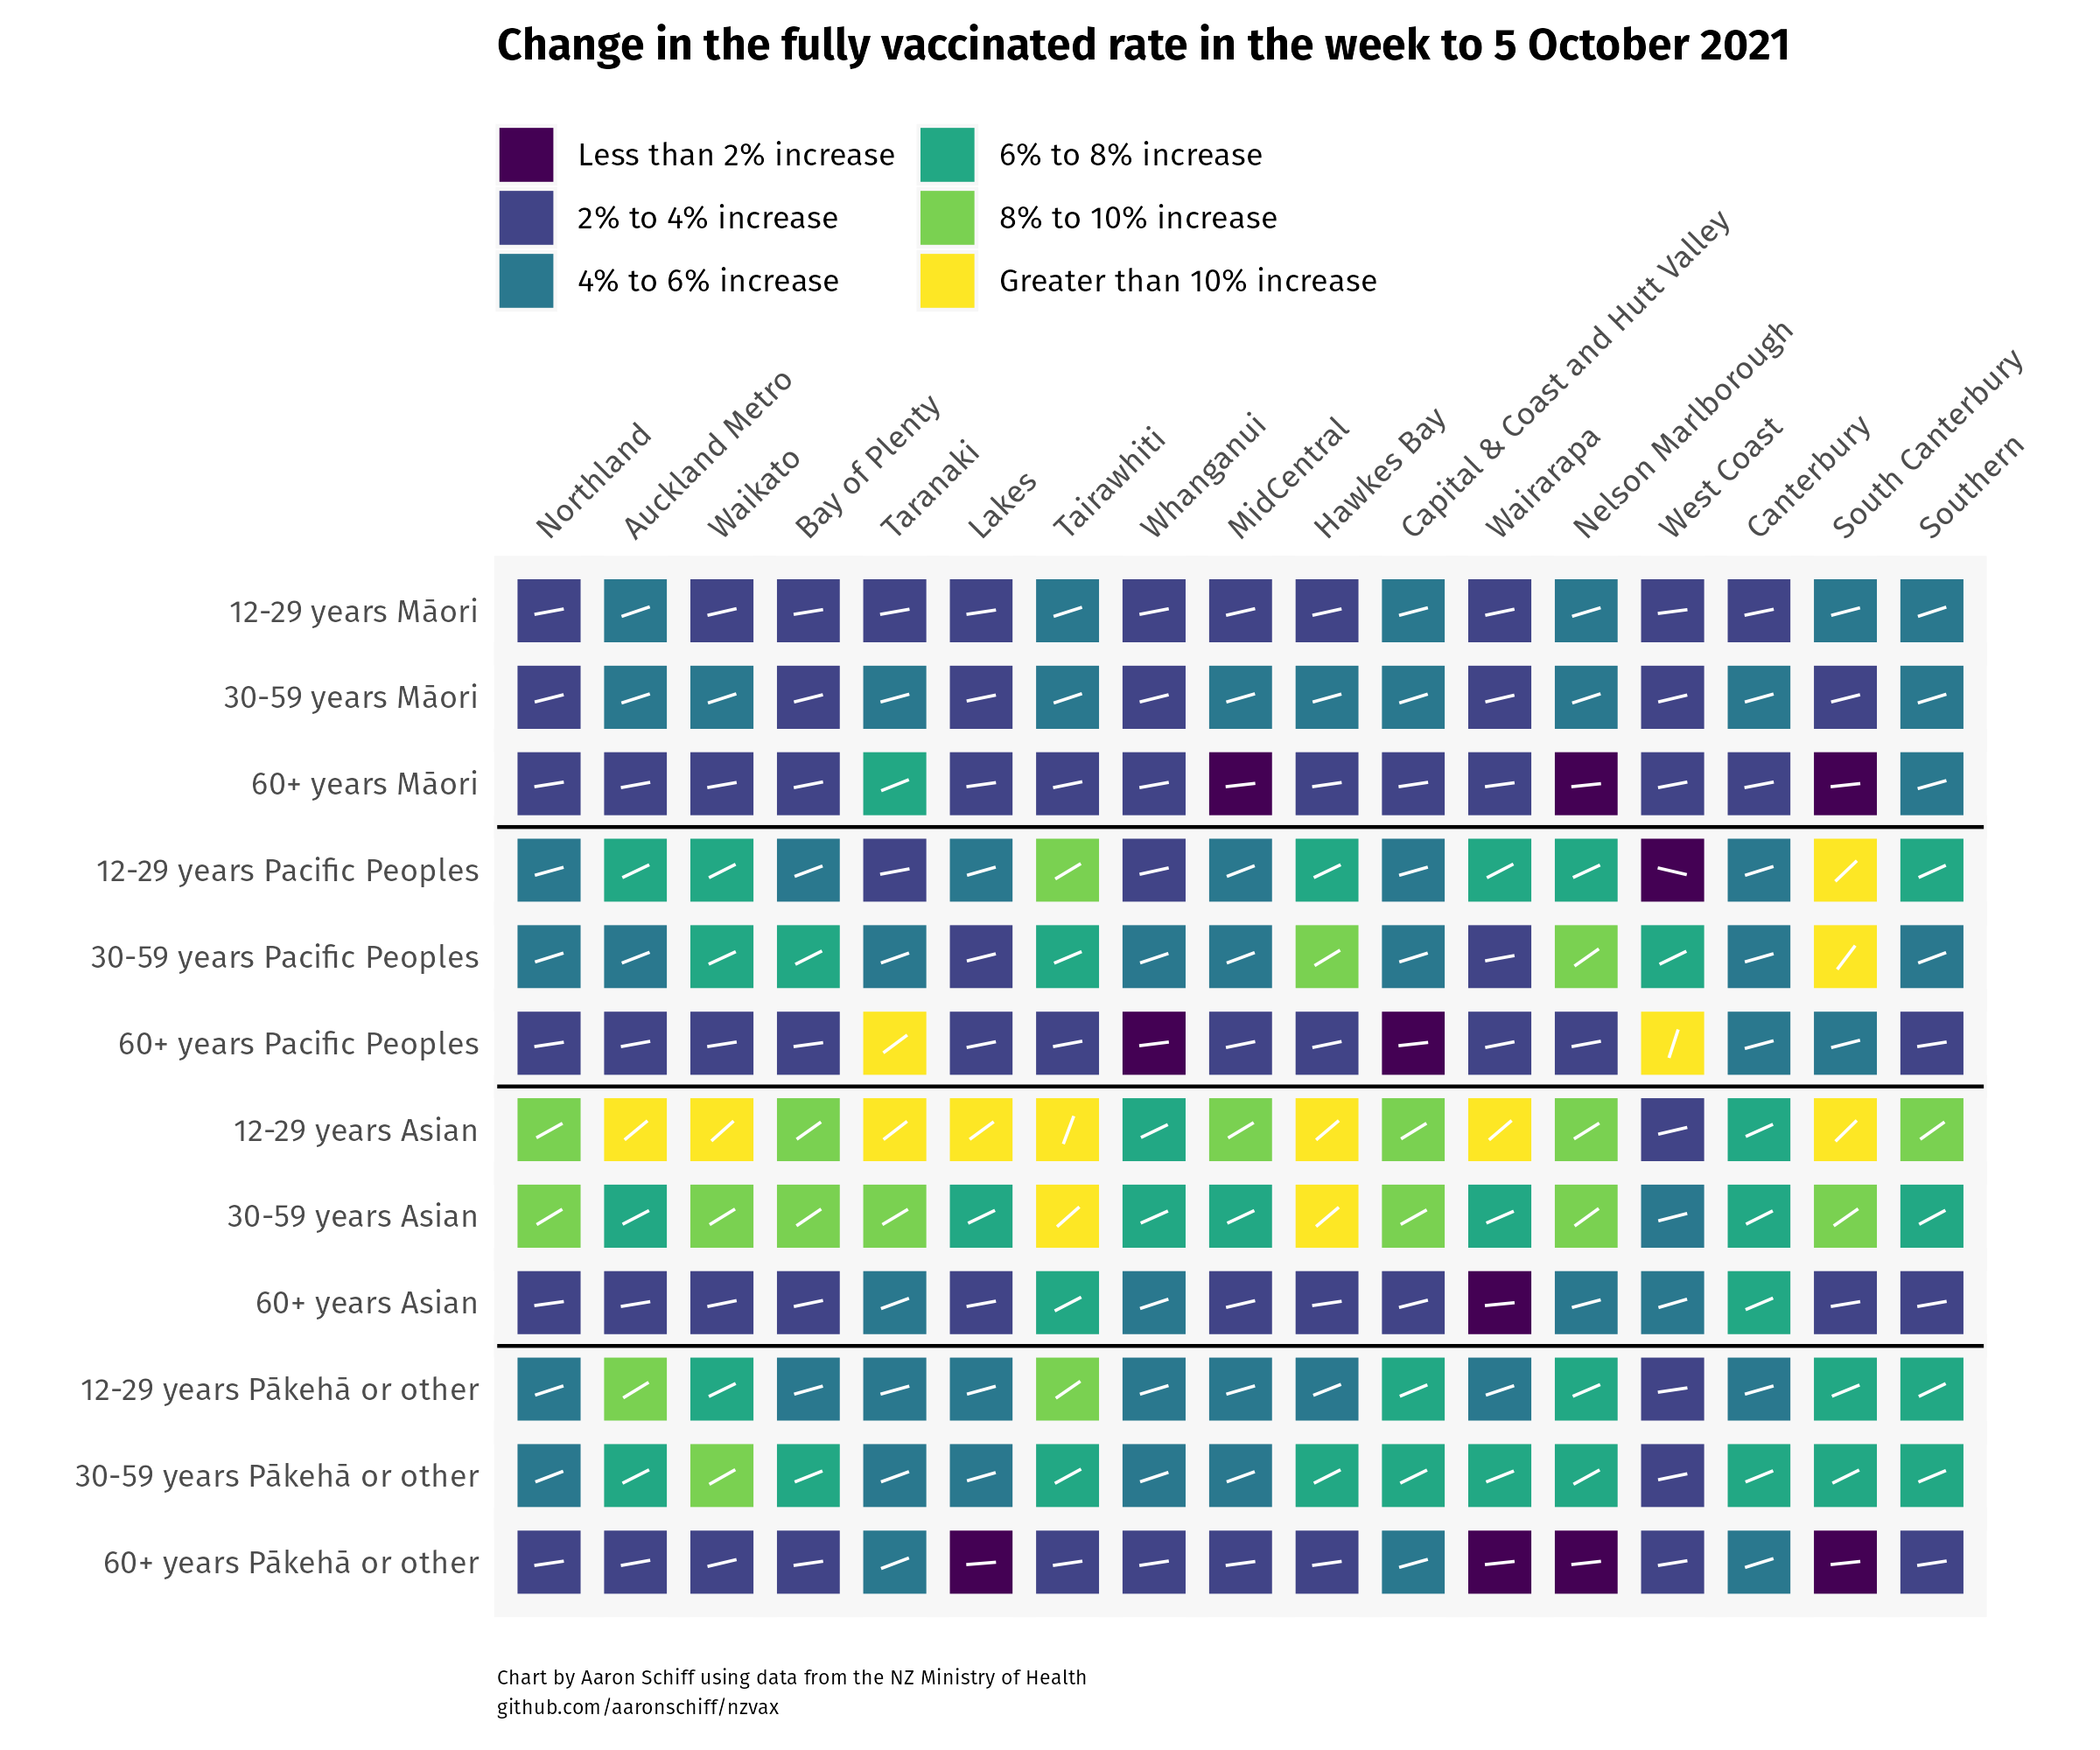 Change in the fully vaccinated rate in the week to 5 October 2021
Less than 2% increase
2% to 4% increase
4% to 6% increase
6% to 8% increase
8% to 10% increase
Greater than 10% increase
Northland
Auckland Metro
Waikato
Bay of Plenty
Taranaki
Lakes
Tairawhiti
Whanganui
MidCentral
Hawkes Bay
Capital & Coast and Hutt Valley
Wairarapa
Nelson Marlborough
West Coast
Canterbury
South Canterbury
Southern
12-29 years Māori
30-59 years Māori
60+ years Māori
12-29 years Pacific Peoples
30-59 years Pacific Peoples
60+ years Pacific Peoples
12-29 years Asian
30-59 years Asian
60+ years Asian
12-29 years Pākehā or other
30-59 years Pākehā or other
60+ years Pākehā or other
Chart by Aaron Schiff using data from the NZ Ministry of Health
github.com/aaronschiff/nzvax